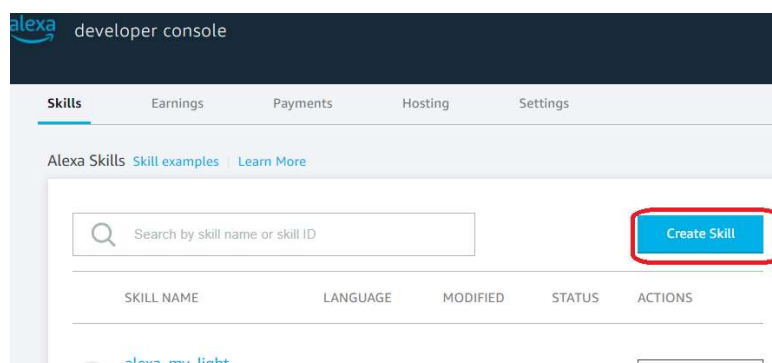 alexa developer console
Skills Earnings Payments Hosting Settings
Alexa Skills Skill examples Learn More
Search by skill name or skill ID Create Skill
SKILL NAME LANGUAGE MODIFIED STATUS ACTIONS
alexa_my_light